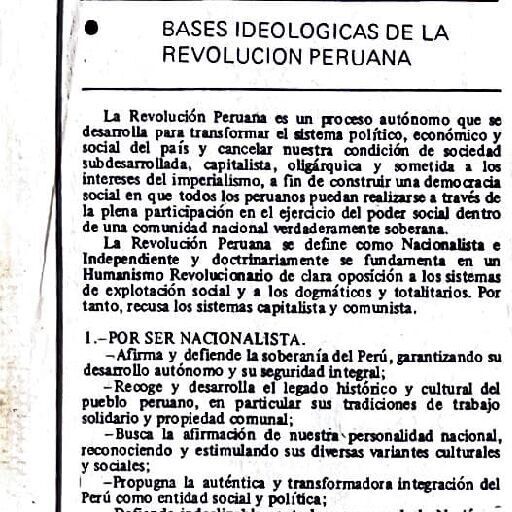 ● BASES IDEOLOGICAS DE LA
REVOLUCION PERUANA
La Revolución Peruana es un proceso autónomo que se
desarrolla para transformar el sistema político, económico y
social del país y cancelar nuestra condición de sociedad
subdesarrollada, capitalista, oligárquica y sometida a los
intereses del imperialismo, a fin de construir una democracia
social en que todos los peruanos puedan realizarse a través de
la plena participación en el ejercicio del poder social dentro
de una comunidad nacional verdaderamente soberana.
La Revolución Peruana se define como Nacionalista e
Independiente y doctrinariamente se fundamenta en un
Humanismo Revolucionario de clara oposición a los sistemas
de explotación social y a los dogmáticos y totalitarios. Por
tanto, recusa los sistemas capitalista y comunista.
1.—POR SER NACIONALISTA.
—Afirma y defiende la soberanía del Perú, garantizando su
desarrollo autónomo y su seguridad integral;
—Recoge y desarrolla el legado histórico y cultural del
pueblo peruano, en particular sus tradiciones de trabajo
solidario y propiedad comunal;
—Busca la afirmación de nuestra personalidad nacional,
reconociendo y estimulando sus diversas variantes culturales
y sociales;
—Propugna la auténtica y transformadora integración del
Perú como entidad social y política;